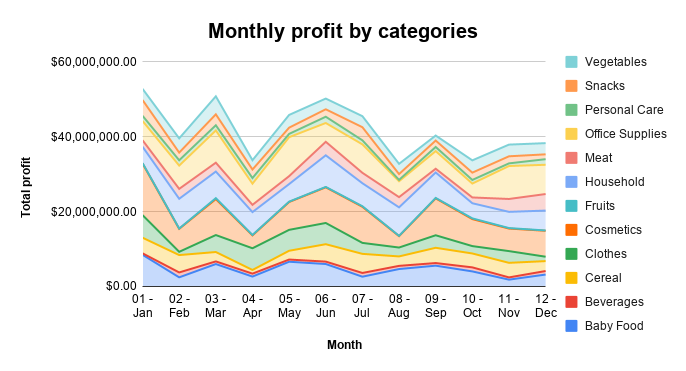 Monthly profit by categories
$60,000,000.00
$40,000,000.00
$20,000,000.00
$0.00
Total profit
01 -
Jan
02 -
Feb
03 -
Mar
04 -
Apr
05 -
May
06 -
Jun
07 -
Jul
08 -
Aug
09 -
Sep
10 -
Oct
11 -
Nov
12 -
Dec
Month
Vegetables
Snacks
Personal Care
Office Supplies
Meat
Household
Fruits
Cosmetics
Clothes
Cereal
Beverages
Baby Food